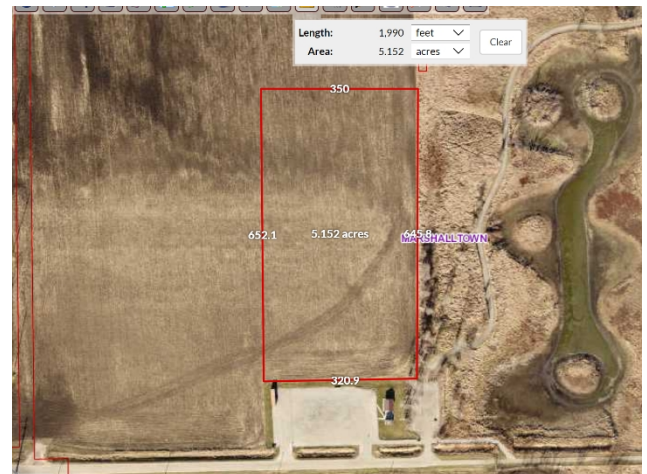 Length: 1,990 feet
Area: 5.152 acres
Clear
350
652.1
5.152 acres
645.8
MARSHALLTOWN
320.9